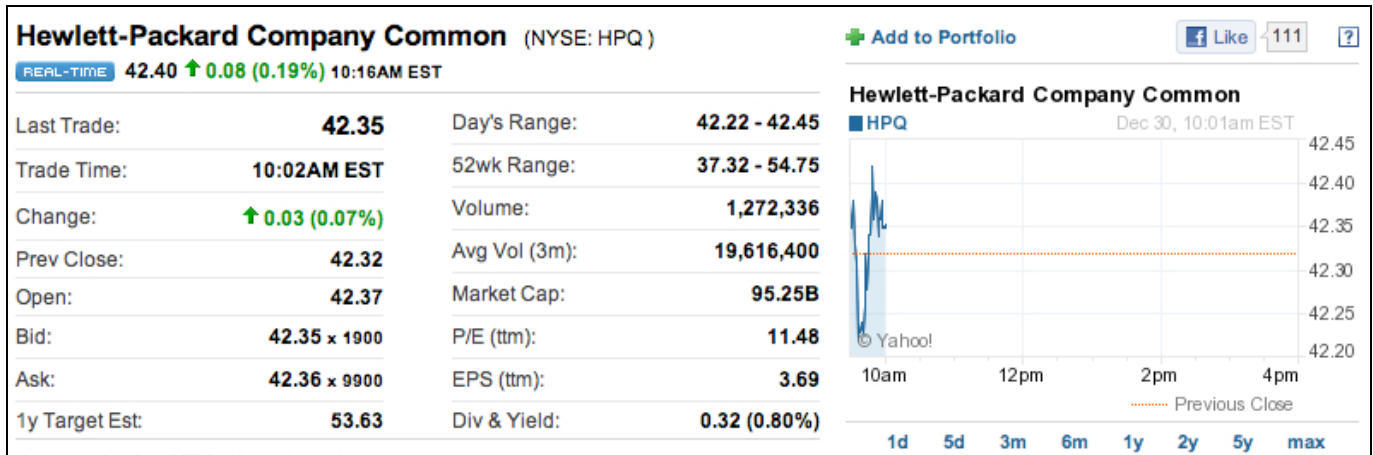 Hewlett-Packard Company Common (NYSE: HPQ )
REAL-TIME 42.40 0.08 (0.19%) 10:16AM EST
Last Trade: 42.35
Trade Time: 10:02AM EST
Change: 0.03 (0.07%)
Prev Close: 42.32
Open: 42.37
Bid: 42.35 x 1900
Ask: 42.36 x 9900
1y Target Est: 53.63
Day's Range: 42.22 - 42.45
52wk Range: 37.32 - 54.75
Volume: 1,272,336
Avg Vol (3m): 19,616,400
Market Cap: 95.25B
P/E (ttm): 11.48
EPS (ttm): 3.69
Div & Yield: 0.32 (0.80%)
Add to Portfolio
f Like 111 ?
Hewlett-Packard Company Common
HPQ Dec 30, 10:01am EST
42.45
42.40
42.35
42.30
42.25
42.20
© Yahoo!
10am 12pm 2pm 4pm
Previous Close
1d 5d 3m 6m 1y 2y 5y max